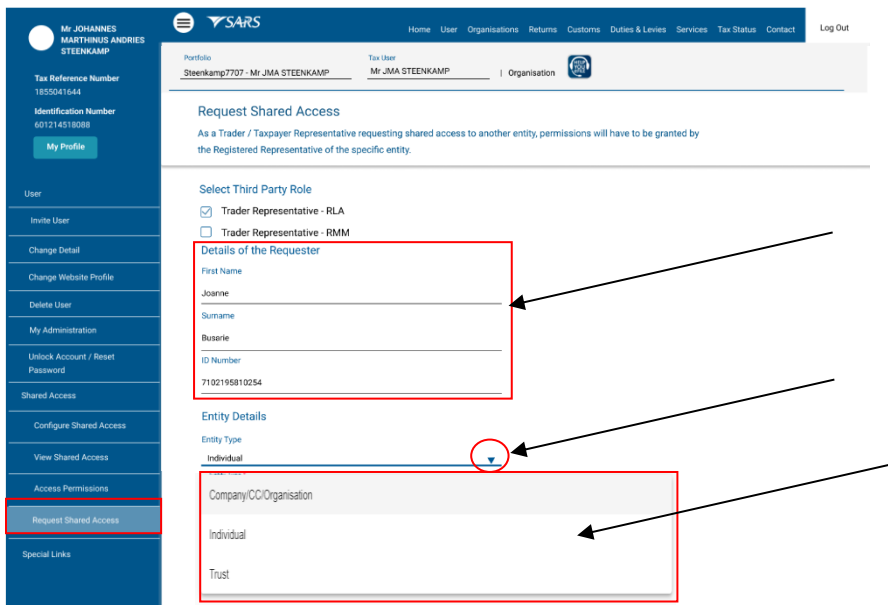 Mr JOHANNES
MARTHINUS ANDRIES
STEENKAMP
Tax Reference Number
1855041644
Identification Number
601214518088
My Profile
User
Invite User
Change Detail
Change Website Profile
Delete User
My Administration
Unlock Account / Reset
Password
Shared Access
Configure Shared Access
View Shared Access
Access Permissions
Request Shared Access
Special Links
SARS
Home User Organisations Returns Customs Duties & Levies Services Tax Status Contact Log Out
Portfolio
Steenkamp7707 - Mr JMA STEENKAMP
Tax User
Mr JMA STEENKAMP
| Organisation
Request Shared Access
As a Trader / Taxpayer Representative requesting shared access to another entity, permissions will have to be granted by
the Registered Representative of the specific entity.
Select Third Party Role
Trader Representative - RLA
Trader Representative - RMM
Details of the Requester
First Name
Joanne
Surname
Busarie
ID Number
7102195810254
Entity Details
Entity Type
Individual
Company/CC/Organisation
Individual
Trust